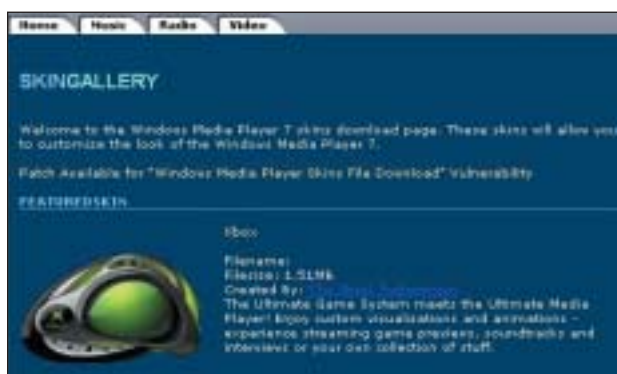 Home Music Radio Video
SKINGALLERY
Welcome to the Windows Media Player 7 skins download page. These skins will allow you
to customize the look of the Windows Media Player 7.
Patch Available for "Windows Media Player Skins File Download" Vulnerability
FEATUREDSKIN
Xbox
Filename:
Filesize: 1.51Mb
Created By:
The Ultimate Game System meets the Ultimate Media
Player! Enjoy custom visualizations and animations –
experience streaming game previews, soundtracks and
interviews or your own collection of stuff.